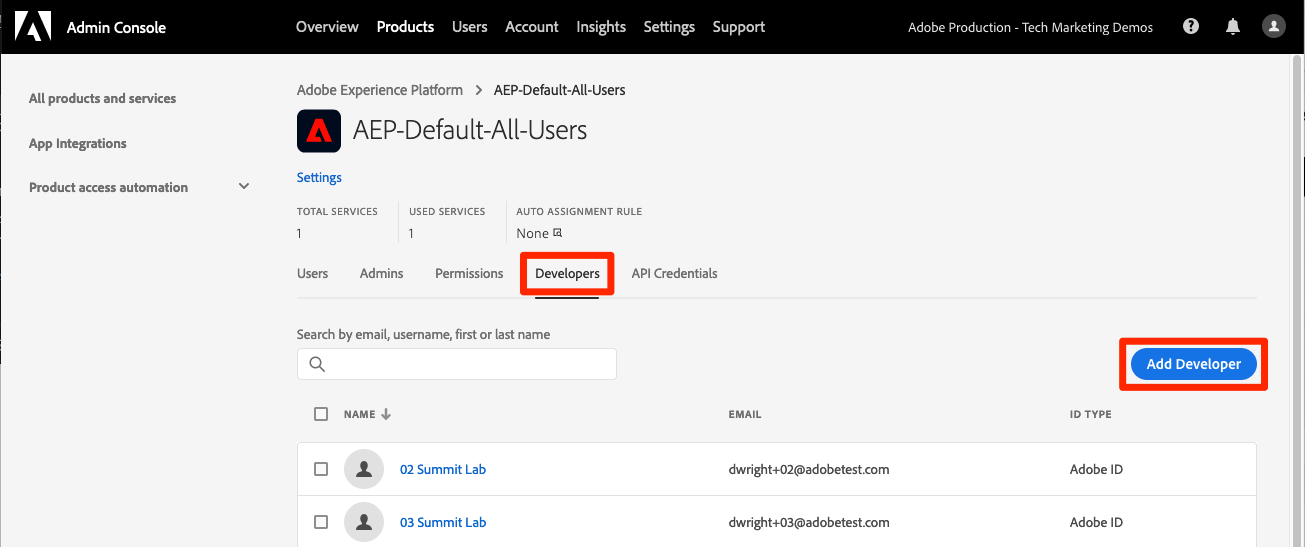 Admin Console
Overview Products Users Account Insights Settings Support
Adobe Production - Tech Marketing Demos
All products and services
App Integrations
Product access automation
Adobe Experience Platform > AEP-Default-All-Users
AEP-Default-All-Users
Settings
TOTAL SERVICES USED SERVICES AUTO ASSIGNMENT RULE
1 1 None
Users Admins Permissions Developers API Credentials
Search by email, username, first or last name
Add Developer
NAME EMAIL ID TYPE
02 Summit Lab dwright+02@adobetest.com Adobe ID
03 Summit Lab dwright+03@adobetest.com Adobe ID